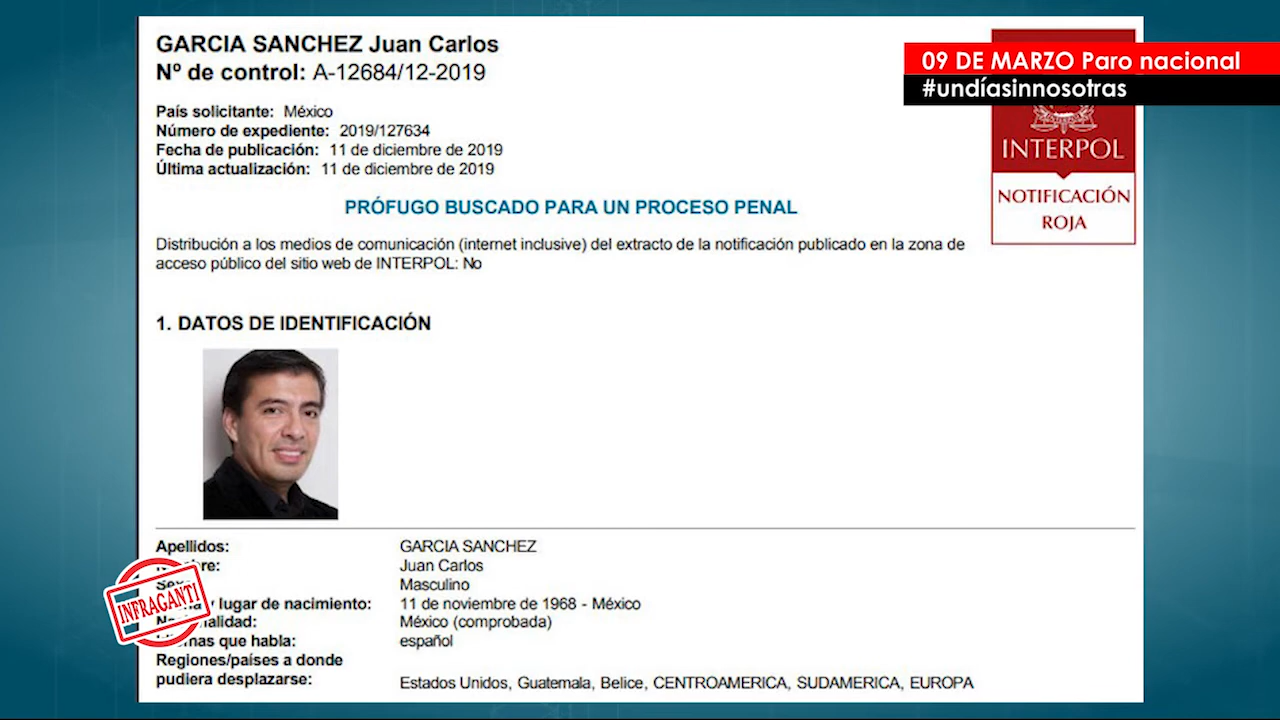 GARCIA SANCHEZ Juan Carlos
Nº de control: A-12684/12-2019
09 DE MARZO Paro nacional
#undíasinnosotras
País solicitante: México
Número de expediente: 2019/127634
Fecha de publicación: 11 de diciembre de 2019
Última actualización: 11 de diciembre de 2019
INTERPOL
NOTIFICACIÓN
ROJA
PRÓFUGO BUSCADO PARA UN PROCESO PENAL
Distribución a los medios de comunicación (internet inclusive) del extracto de la notificación publicado en la zona de
acceso público del sitio web de INTERPOL: No
1. DATOS DE IDENTIFICACIÓN
Apellidos: GARCIA SANCHEZ
Juan Carlos
Masculino
y lugar de nacimiento: 11 de noviembre de 1968 - México
México (comprobada)
que habla: español
Regiones/países a donde
pudiera desplazarse: Estados Unidos, Guatemala, Belice, CENTROAMERICA, SUDAMERICA, EUROPA
INFRAGANTI